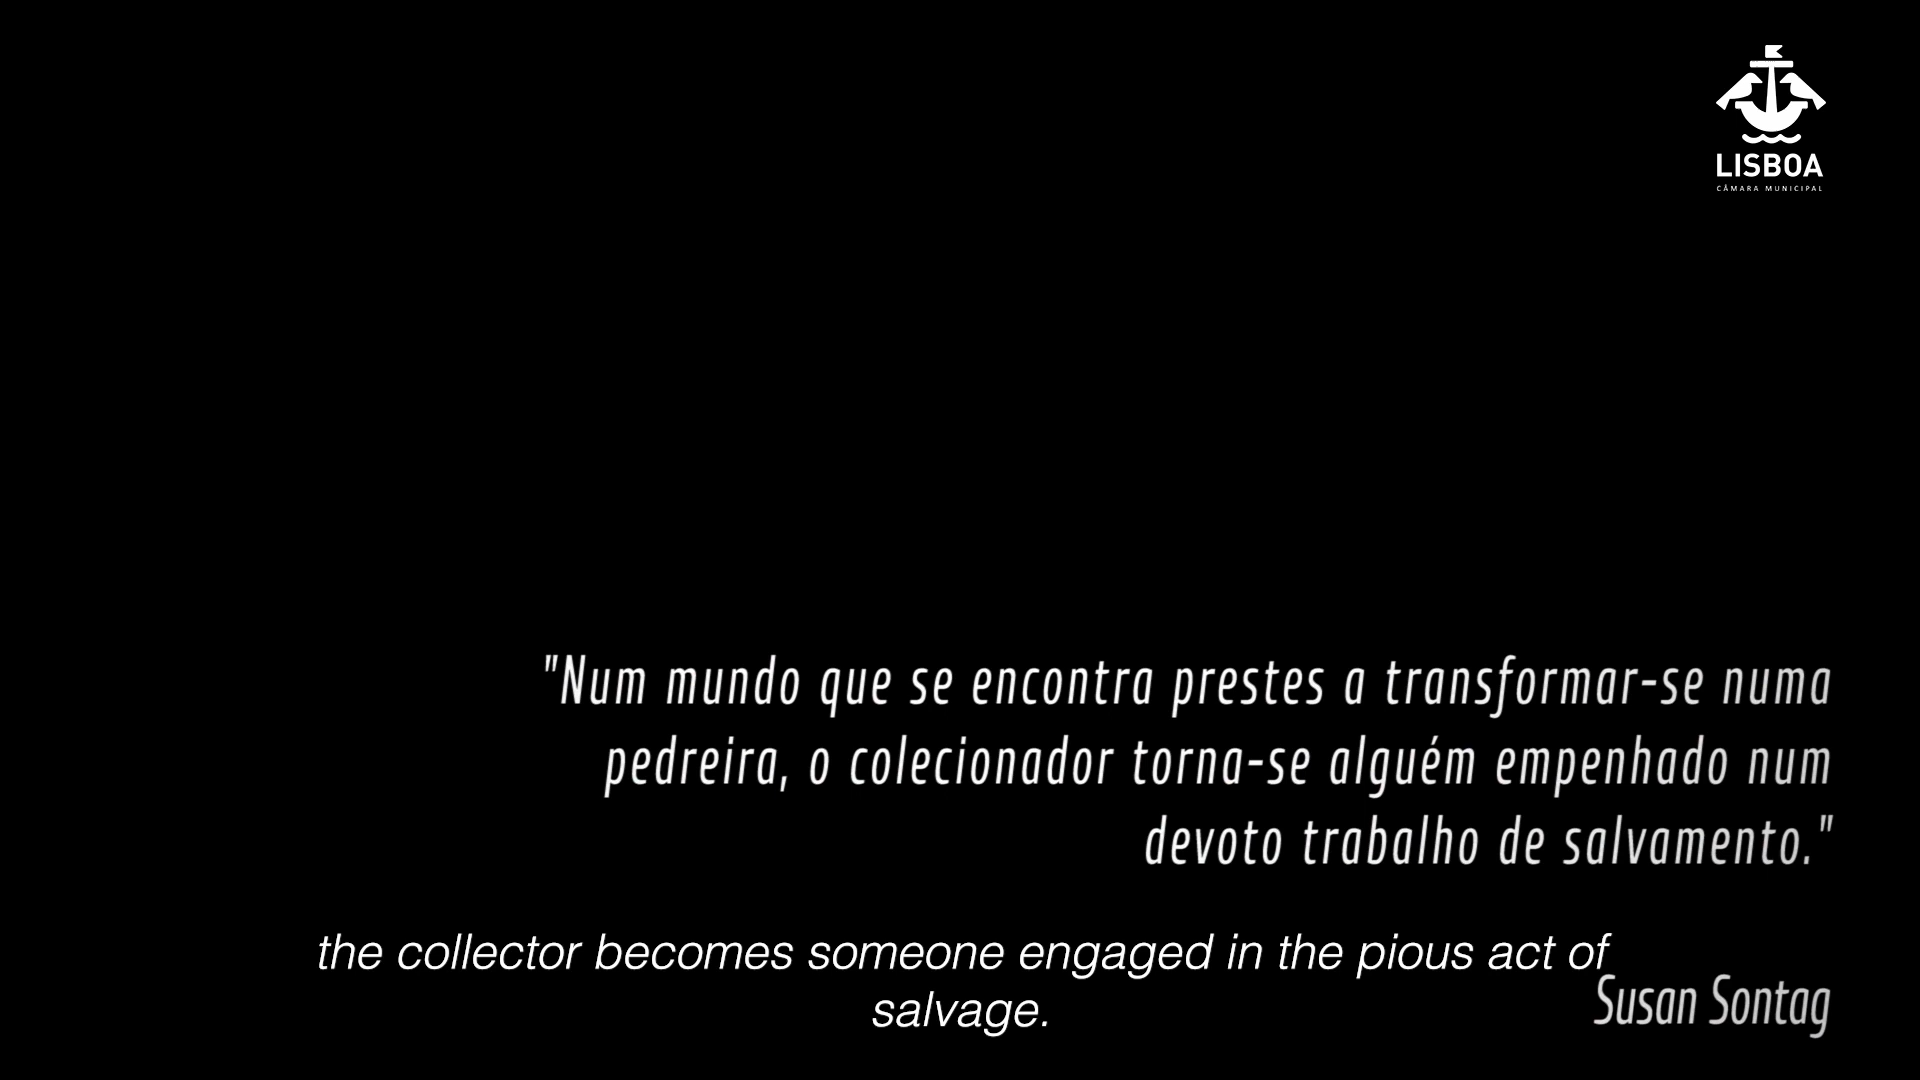 LISBOA
CÂMARA MUNICIPAL
"Num mundo que se encontra prestes a transformar-se numa
pedreira, o colecionador torna-se alguém empenhado num
devoto trabalho de salvamento."
the collector becomes someone engaged in the pious act of
salvage.
Susan Sontag